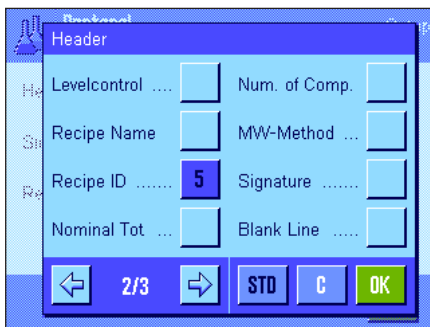 Header
Levelcontrol ....
Num. of Comp.
Recipe Name
MW-Method ...
Recipe ID ....... 5
Signature .......
Nominal Tot ...
Blank Line .....
2/3
STD
C
OK